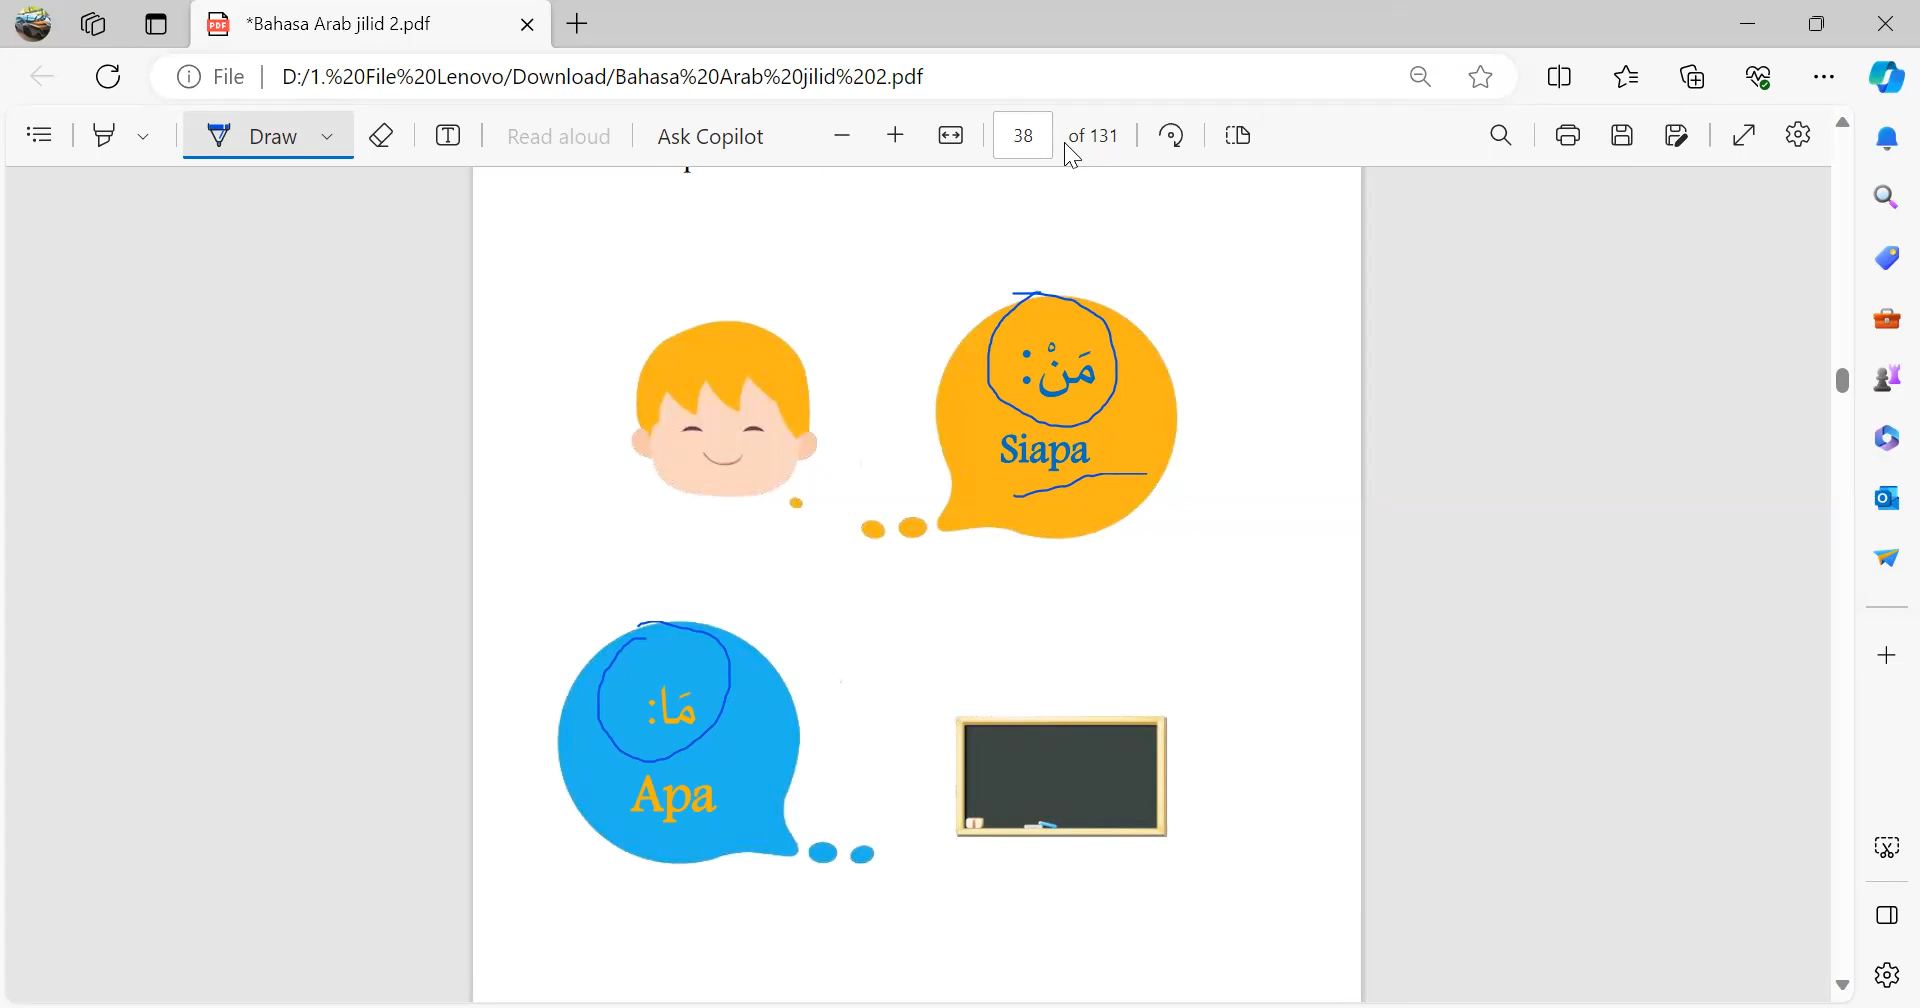 *Bahasa Arab jilid 2.pdf
File D:/1.%20File%20Lenovo/Download/Bahasa%20Arab%20jilid%202.pdf
Draw Read aloud Ask Copilot 38 of 131
مَنْ:
Siapa
مَا:
Apa